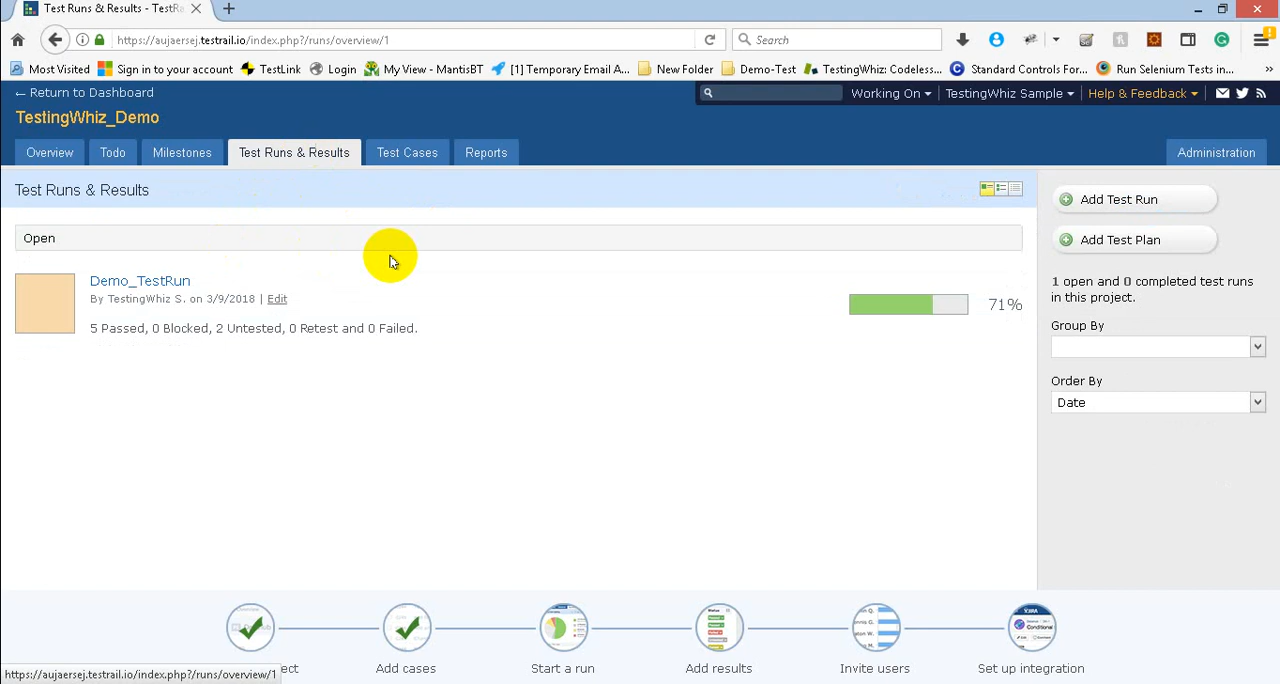 Test Runs & Results - TestRa
https://aujaersej.testrail.io/index.php?/runs/overview/1
Search
Most Visited
Sign in to your account
TestLink
Login
My View - MantisBT
[1] Temporary Email A...
New Folder
Demo-Test
TestingWhiz: Codeless...
Standard Controls For...
Run Selenium Tests in...
← Return to Dashboard
Working On
TestingWhiz Sample
Help & Feedback
TestingWhiz_Demo
Overview
Todo
Milestones
Test Runs & Results
Test Cases
Reports
Administration
Test Runs & Results
Open
Demo_TestRun
By TestingWhiz S. on 3/9/2018 | Edit
5 Passed, 0 Blocked, 2 Untested, 0 Retest and 0 Failed.
71%
Add Test Run
Add Test Plan
1 open and 0 completed test runs
in this project.
Group By
Order By
Date
ect
Add cases
Start a run
Add results
Invite users
Set up integration
https://aujaersej.testrail.io/index.php?/runs/overview/1